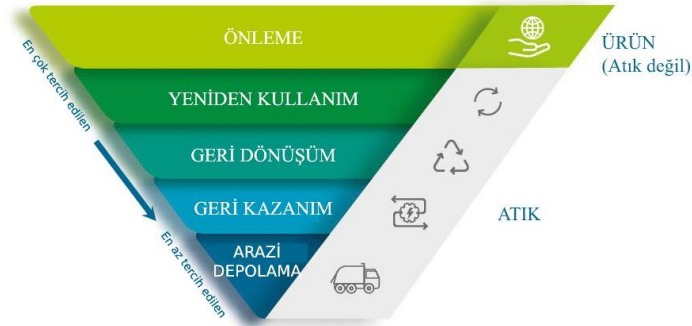 ÖNLEME
ÜRÜN
(Atık değil)
En çok tercih edilen
YENİDEN KULLANIM
GERİ DÖNÜŞÜM
GERİ KAZANIM
ATIK
En az tercih edilen
ARAZİ
DEPOLAMA